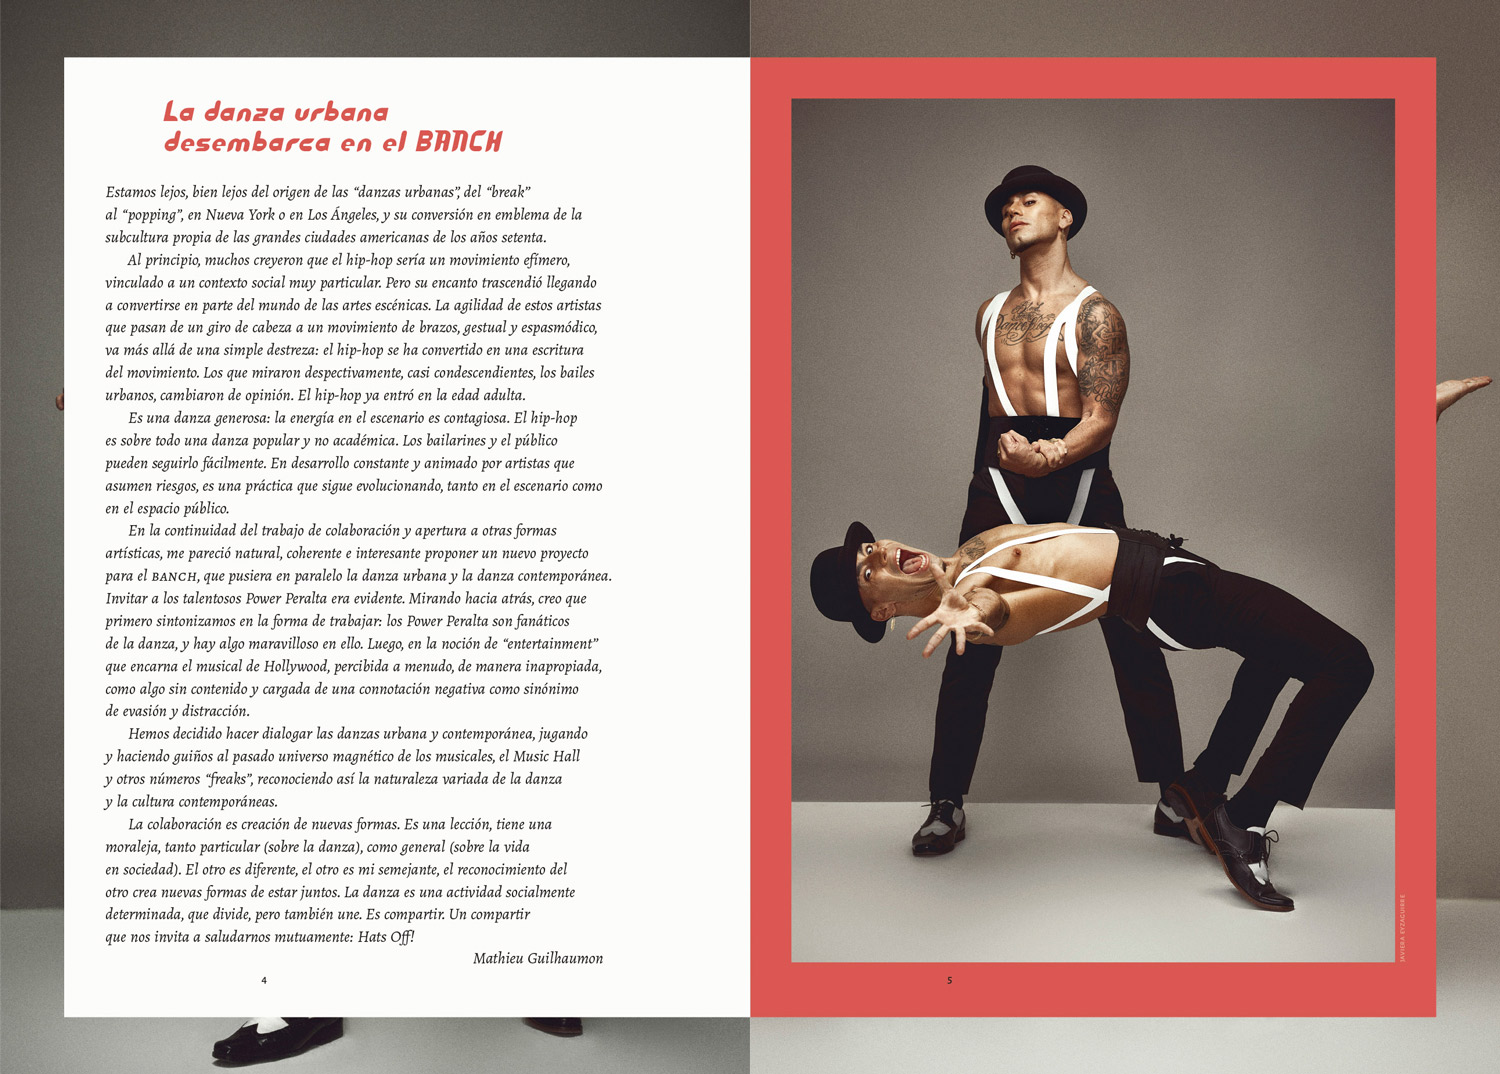 La danza urbana
desembarca en el BANCH
Estamos lejos, bien lejos del origen de las “danzas urbanas”, del “break”
al “popping”, en Nueva York o en Los Ángeles, y su conversión en emblema de la
subcultura propia de las grandes ciudades americanas de los años setenta.
Al principio, muchos creyeron que el hip-hop sería un movimiento efímero,
vinculado a un contexto social muy particular. Pero su encanto trascendió llegando
a convertirse en parte del mundo de las artes escénicas. La agilidad de estos artistas
que pasan de un giro de cabeza a un movimiento de brazos, gestual y espasmódico,
va más allá de una simple destreza: el hip-hop se ha convertido en una escritura
del movimiento. Los que miraron despectivamente, casi condescendientes, los bailes
urbanos, cambiaron de opinión. El hip-hop ya entró en la edad adulta.
Es una danza generosa: la energía en el escenario es contagiosa. El hip-hop
es sobre todo una danza popular y no académica. Los bailarines y el público
pueden seguirlo fácilmente. En desarrollo constante y animado por artistas que
asumen riesgos, es una práctica que sigue evolucionando, tanto en el escenario como
en el espacio público.
En la continuidad del trabajo de colaboración y apertura a otras formas
artísticas, me pareció natural, coherente e interesante proponer un nuevo proyecto
para el BANCH, que pusiera en paralelo la danza urbana y la danza contemporánea.
Invitar a los talentosos Power Peralta era evidente. Mirando hacia atrás, creo que
primero sintonizamos en la forma de trabajar: los Power Peralta son fanáticos
de la danza, y hay algo maravilloso en ello. Luego, en la noción de “entertainment”
que encarna el musical de Hollywood, percibida a menudo, de manera inapropiada,
como algo sin contenido y cargada de una connotación negativa como sinónimo
de evasión y distracción.
Hemos decidido hacer dialogar las danzas urbana y contemporánea, jugando
y haciendo guiños al pasado universo magnético de los musicales, el Music Hall
y otros números “freaks”, reconociendo así la naturaleza variada de la danza
y la cultura contemporáneas.
La colaboración es creación de nuevas formas. Es una lección, tiene una
moraleja, tanto particular (sobre la danza), como general (sobre la vida
en sociedad). El otro es diferente, el otro es mi semejante, el reconocimiento del
otro crea nuevas formas de estar juntos. La danza es una actividad socialmente
determinada, que divide, pero también une. Es compartir. Un compartir
que nos invita a saludarnos mutuamente: Hats Off!
Mathieu Guilhaumon
4
JAVIERA EYZAGUIRRE
5